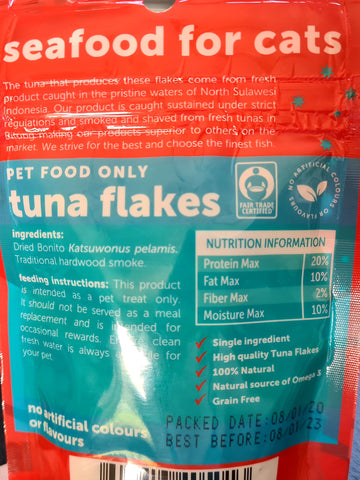 seafood for cats
The tuna that produces these flakes come from fresh
product caught in the pristine waters of North Sulawesi
Indonesia. Our product is caught sustained under strict
regulations and smoked and shaved from fresh tunas in
Bitung making our products superior to others on the
market. We strive for the best and choose the finest fish.
PET FOOD ONLY
tuna flakes
FAIR TRADE
CERTIFIED
NO ARTIFICIAL COLOURS OR FLAVOURS
ingredients:
Dried Bonito Katsuwonus pelamis.
Traditional hardwood smoke.
feeding instructions: This product
is intended as a pet treat only.
It should not be served as a meal
replacement and is intended for
occasional rewards. clean
fresh water is always for
your pet.
NUTRITION INFORMATION
Protein Max 20%
Fat Max 10%
Fiber Max 2%
Moisture Max 10%
Single ingredient
High quality Tuna Flakes
100% Natural
Natural source of Omega 3
Grain Free
no artificial colours
or flavours
PACKED DATE:08/01/20
BEST BEFORE:08/01/23